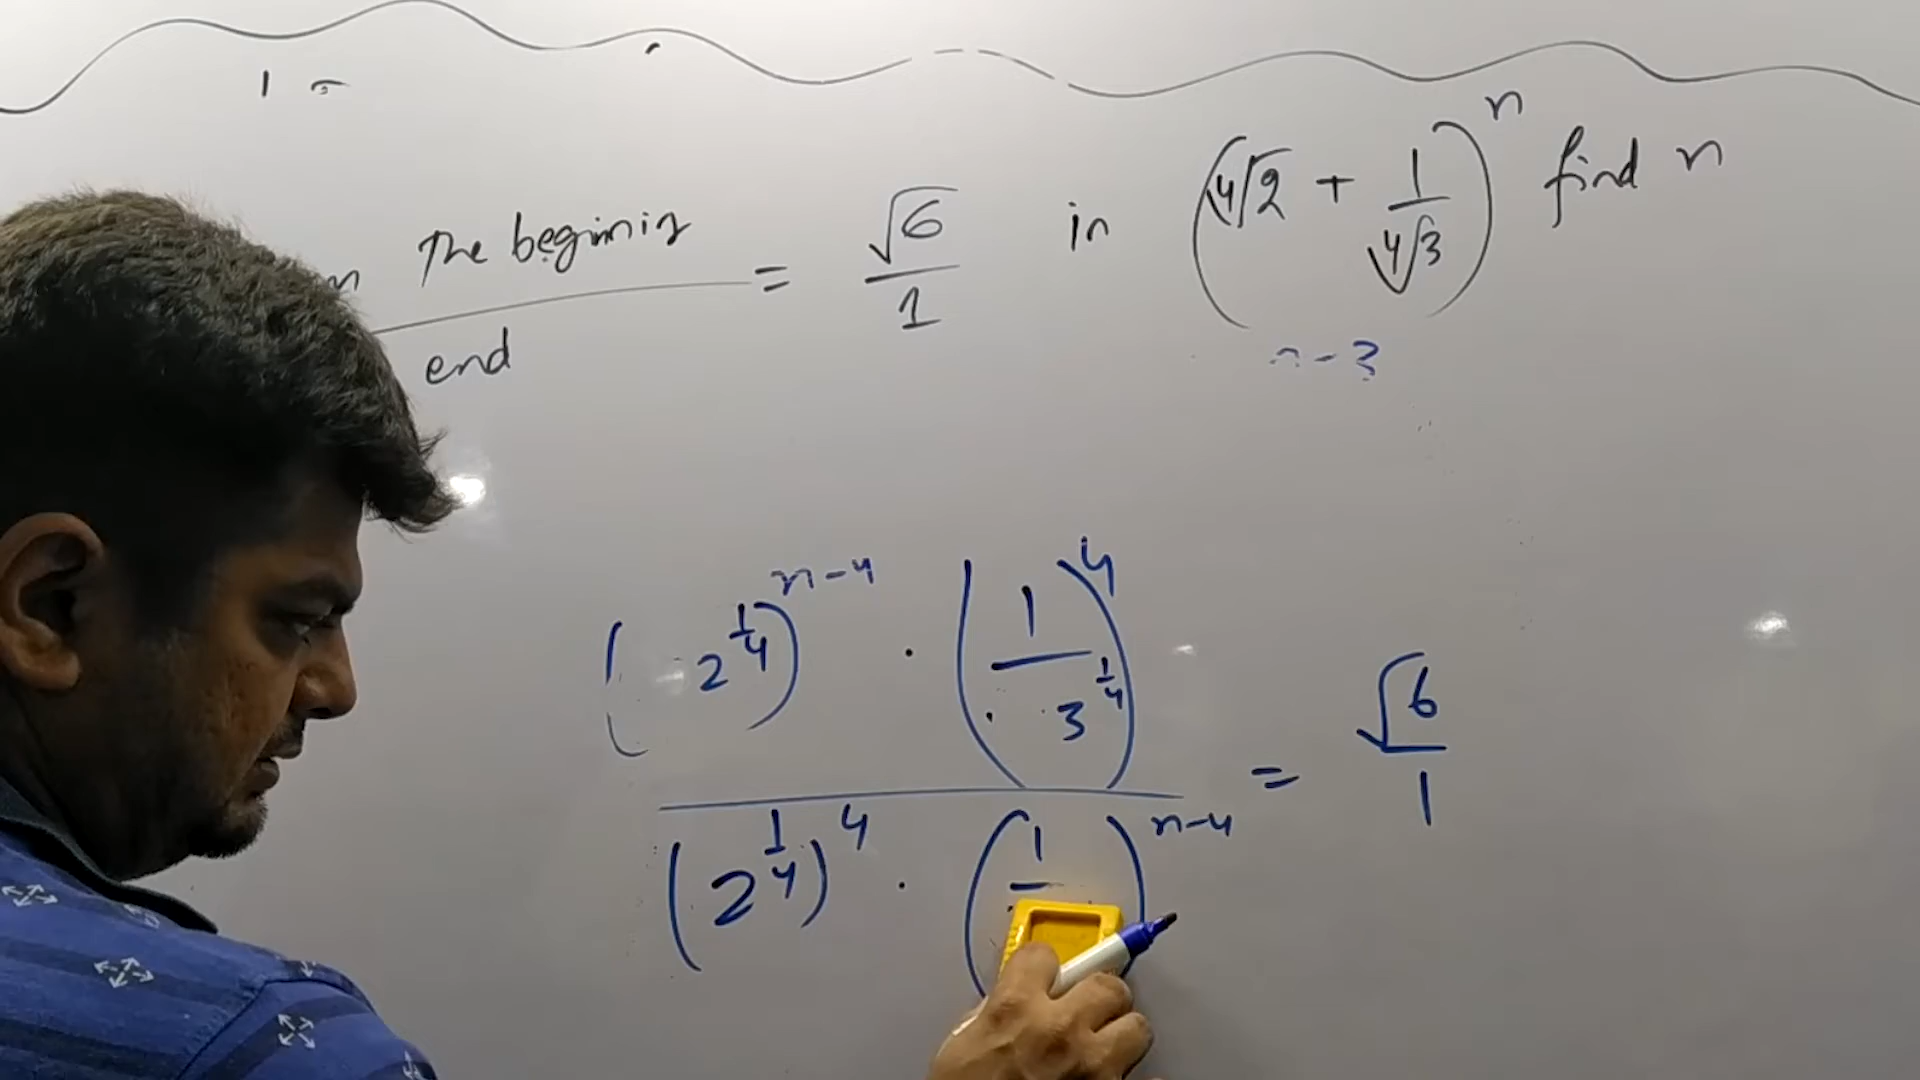 The beginnig / end = √6 / 1 in (⁴√2 + 1/⁴√3)ⁿ find n
n - 3
(2^(1/4))^(n-4) · (1 / 3^(1/4))^4
/ (2^(1/4))^4 · (1/ )^(n-4) = √6 / 1